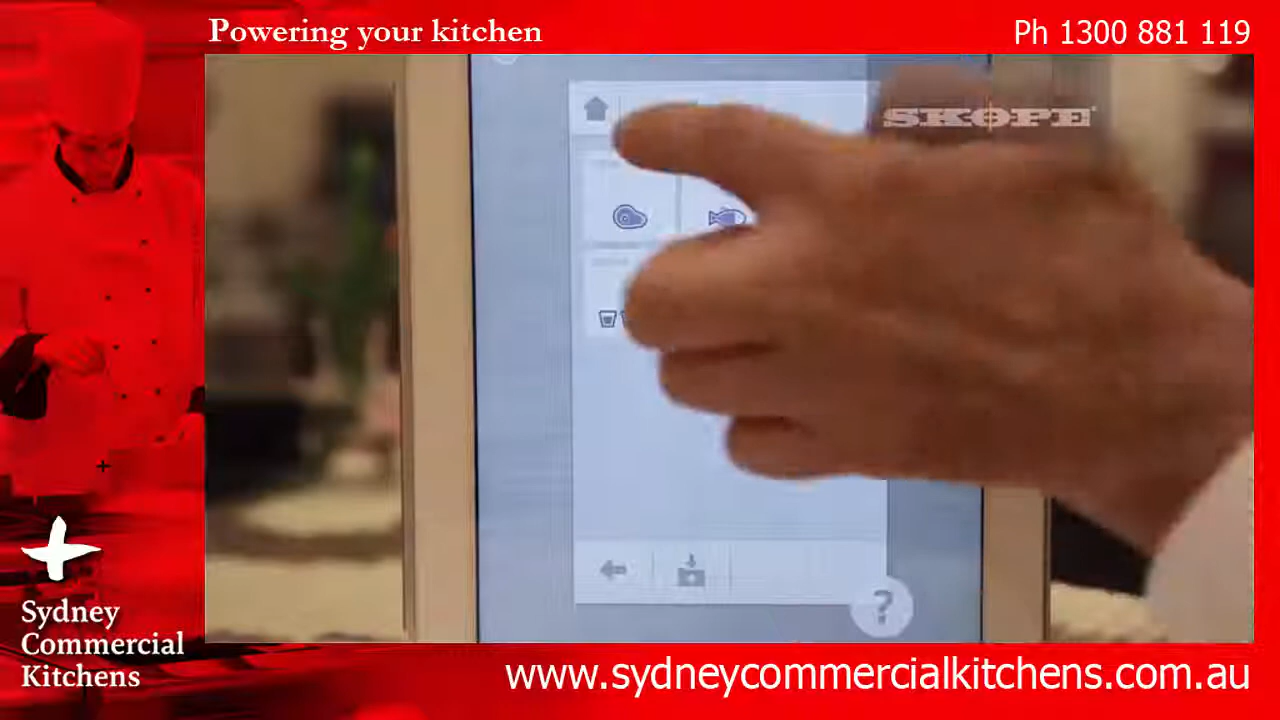 Powering your kitchen
Ph 1300 881 119
SKOPE
?
Sydney
Commercial
Kitchens
www.sydneycommercialkitchens.com.au